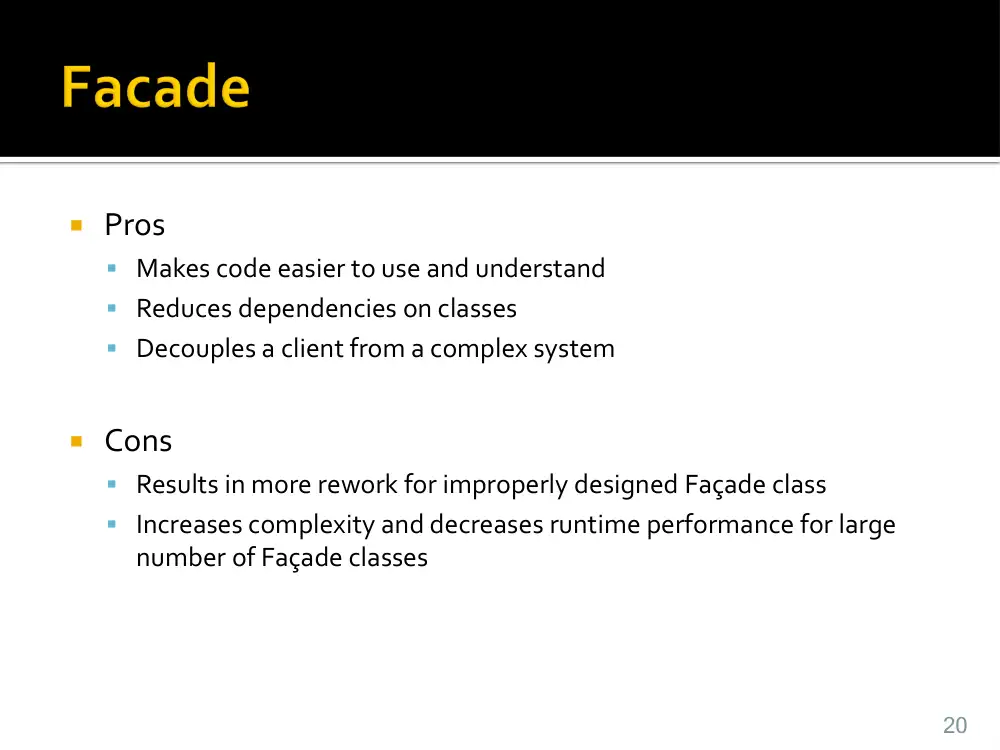 Facade
Pros
Makes code easier to use and understand
Reduces dependencies on classes
Decouples a client from a complex system
Cons
Results in more rework for improperly designed Façade class
Increases complexity and decreases runtime performance for large
number of Façade classes
20